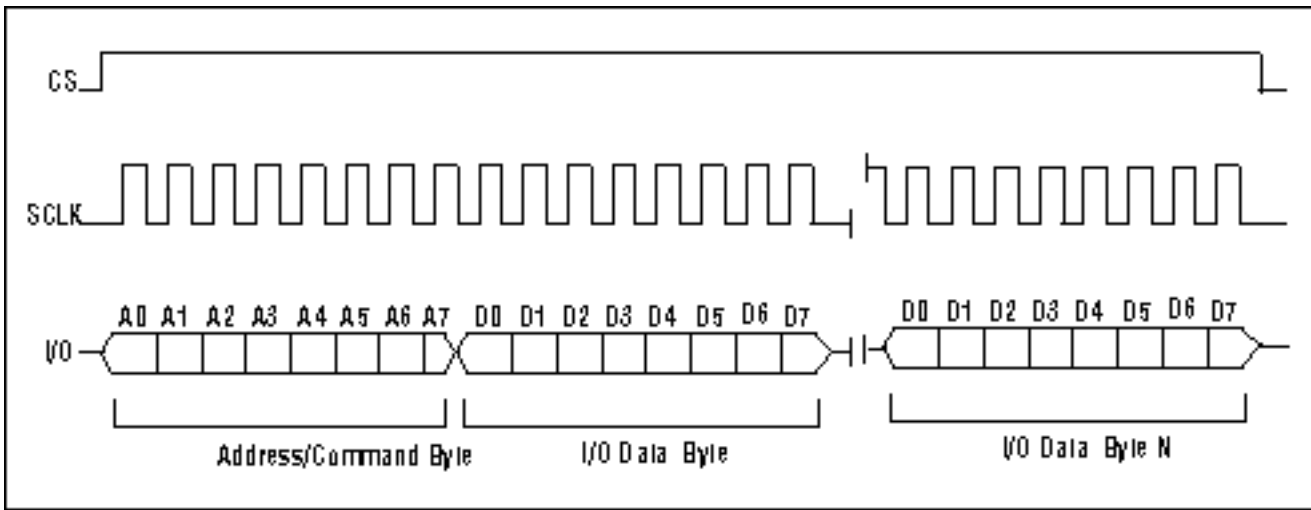 CS
SCLK
A0 A1 A2 A3 A4 A5 A6 A7 D0 D1 D2 D3 D4 D5 D6 D7 D0 D1 D2 D3 D4 D5 D6 D7
I/O
Address/Command Byte I/O Data Byte I/O Data Byte N